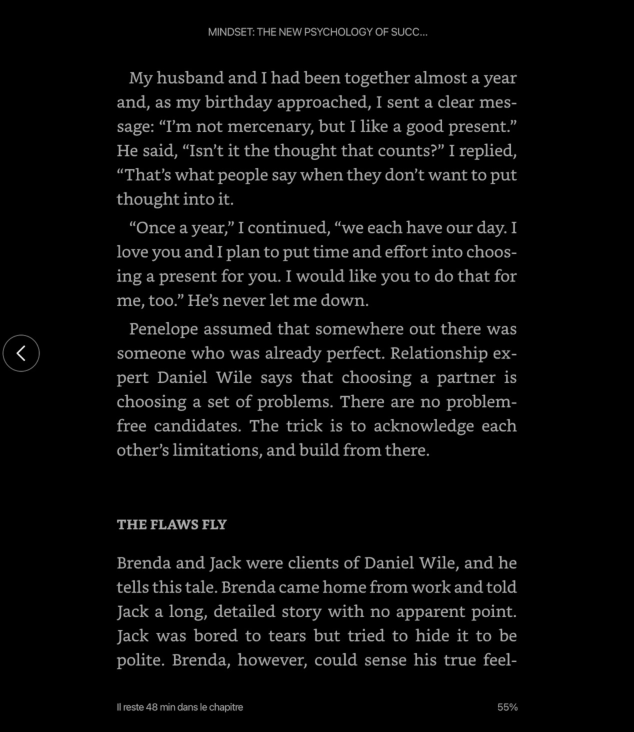 MINDSET: THE NEW PSYCHOLOGY OF SUCC...
My husband and I had been together almost a year
and, as my birthday approached, I sent a clear mes-
sage: “I’m not mercenary, but I like a good present.”
He said, “Isn’t it the thought that counts?” I replied,
“That’s what people say when they don’t want to put
thought into it.
“Once a year,” I continued, “we each have our day. I
love you and I plan to put time and effort into choos-
ing a present for you. I would like you to do that for
me, too.” He’s never let me down.
Penelope assumed that somewhere out there was
someone who was already perfect. Relationship ex-
pert Daniel Wile says that choosing a partner is
choosing a set of problems. There are no problem-
free candidates. The trick is to acknowledge each
other’s limitations, and build from there.
THE FLAWS FLY
Brenda and Jack were clients of Daniel Wile, and he
tells this tale. Brenda came home from work and told
Jack a long, detailed story with no apparent point.
Jack was bored to tears but tried to hide it to be
polite. Brenda, however, could sense his true feel-
Il reste 48 min dans le chapitre
55%